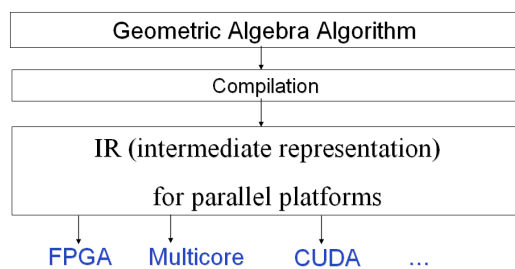 Geometric Algebra Algorithm
Compilation
IR (intermediate representation)
for parallel platforms
FPGA Multicore CUDA ...